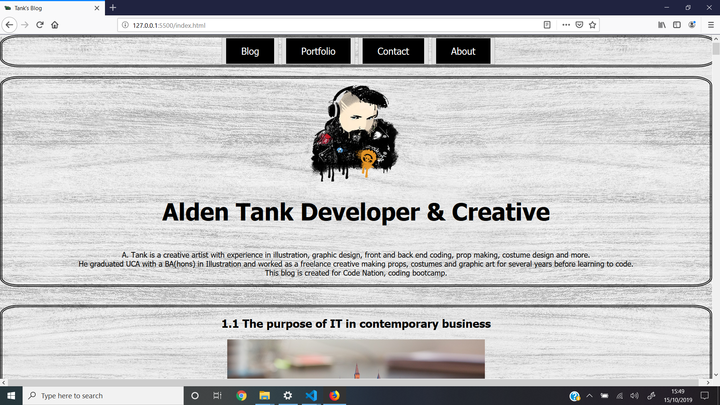 Tank's Blog
127.0.0.1:5500/index.html
Blog
Portfolio
Contact
About
Alden Tank Developer & Creative
A. Tank is a creative artist with experience in illustration, graphic design, front and back end coding, prop making, costume design and more.
He graduated UCA with a BA(hons) in Illustration and worked as a freelance creative making props, costumes and graphic art for several years before learning to code.
This blog is created for Code Nation, coding bootcamp.
1.1 The purpose of IT in contemporary business
Type here to search
15:49
15/10/2019